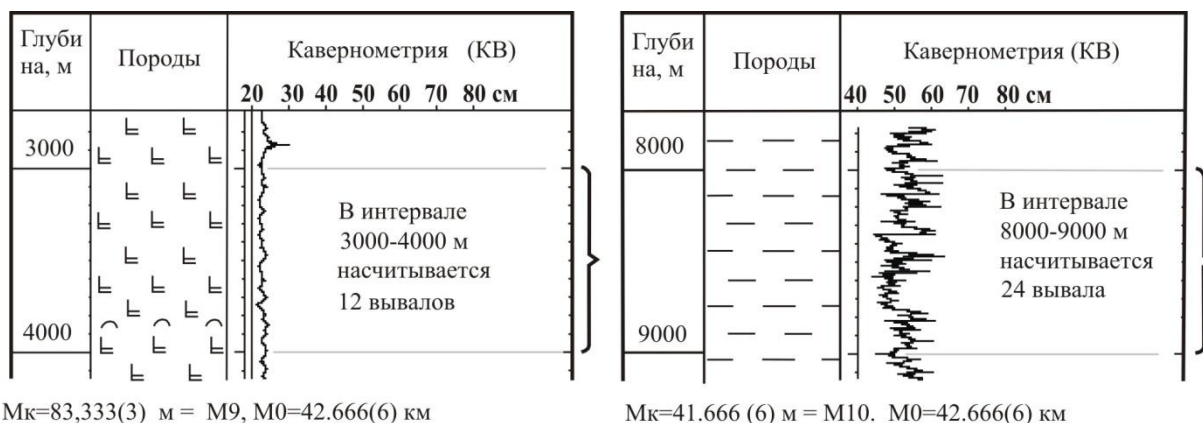 Глуби
на, м
Породы
Кавернометрия (КВ)
20 30 40 50 60 70 80 см
3000
4000
В интервале
3000-4000 м
насчитывается
12 вывалов
Мк=83,333(3) м = М9, М0=42.666(6) км
Глуби
на, м
Породы
Кавернометрия (КВ)
40 50 60 70 80 см
8000
9000
В интервале
8000-9000 м
насчитывается
24 вывала
Мк=41.666 (6) м = М10. М0=42.666(6) км